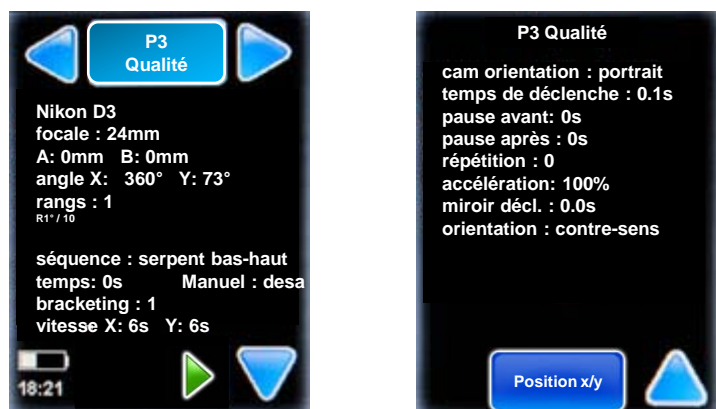 P3
Qualité
Nikon D3
focale : 24mm
A: 0mm B: 0mm
angle X: 360° Y: 73°
rangs : 1
R1° / 10
séquence : serpent bas-haut
temps: 0s Manuel : desa
bracketing : 1
vitesse X: 6s Y: 6s
18:21
P3 Qualité
cam orientation : portrait
temps de déclenche : 0.1s
pause avant: 0s
pause après : 0s
répétition : 0
accélération: 100%
miroir décl. : 0.0s
orientation : contre-sens
Position x/y